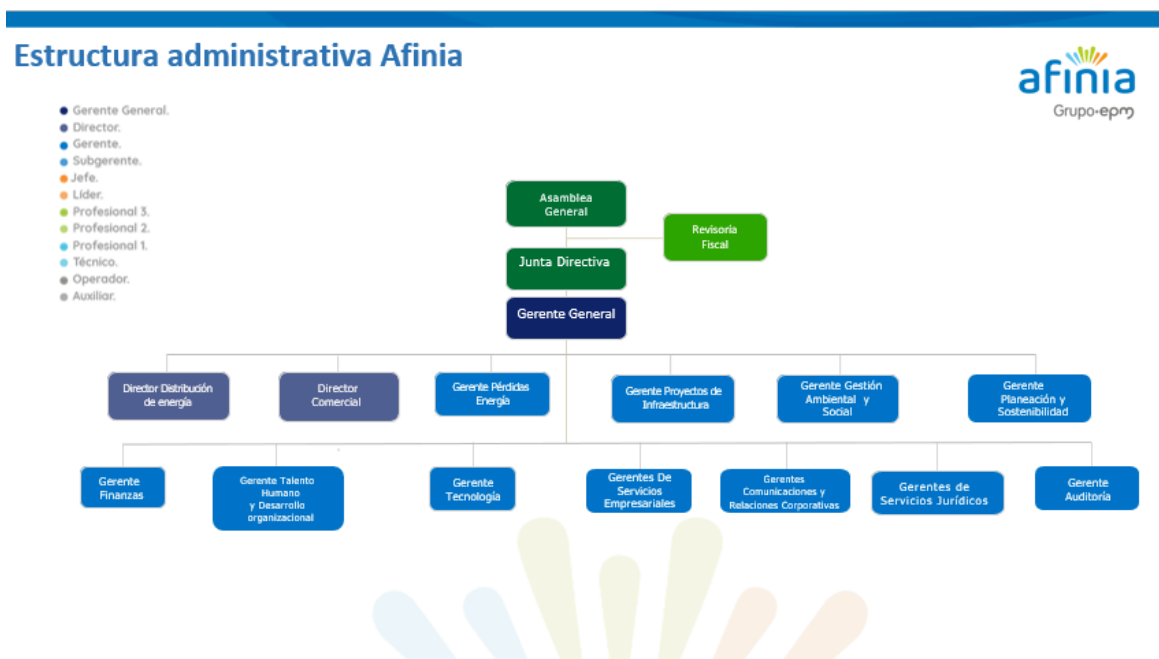 Estructura administrativa Afinia
afinia
Grupo·epm
Gerente General.
Director.
Gerente.
Subgerente.
Jefe.
Líder.
Profesional 3.
Profesional 2.
Profesional 1.
Técnico.
Operador.
Auxiliar.
Asamblea
General
Revisoria
Fiscal
Junta Directiva
Gerente General
Director Distribución
de energía
Director
Comercial
Gerente Pérdidas
Energía
Gerente Proyectos de
Infraestructura
Gerente Gestión
Ambiental y
Social
Gerente
Planeación y
Sostenibilidad
Gerente
Finanzas
Gerente Talento
Humano
y Desarrollo
organizacional
Gerente
Tecnología
Gerentes De
Servicios
Empresariales
Gerentes
Comunicaciones y
Relaciones Corporativas
Gerentes de
Servicios Jurídicos
Gerente
Auditoría